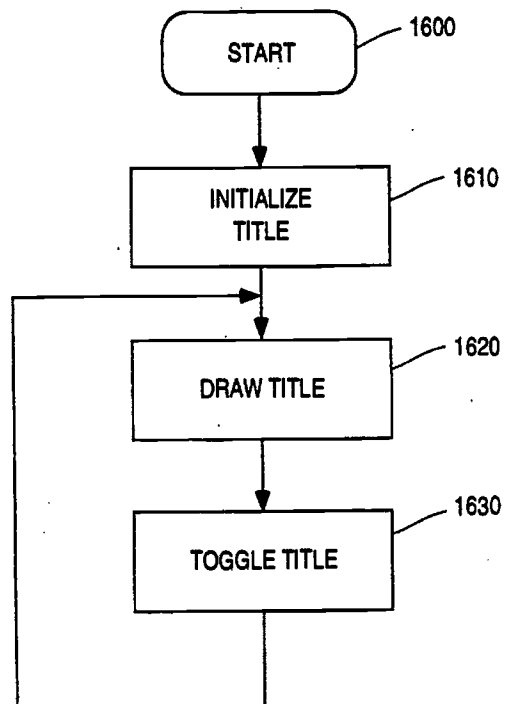 START
1600
INITIALIZE
TITLE
1610
DRAW TITLE
1620
TOGGLE TITLE
1630